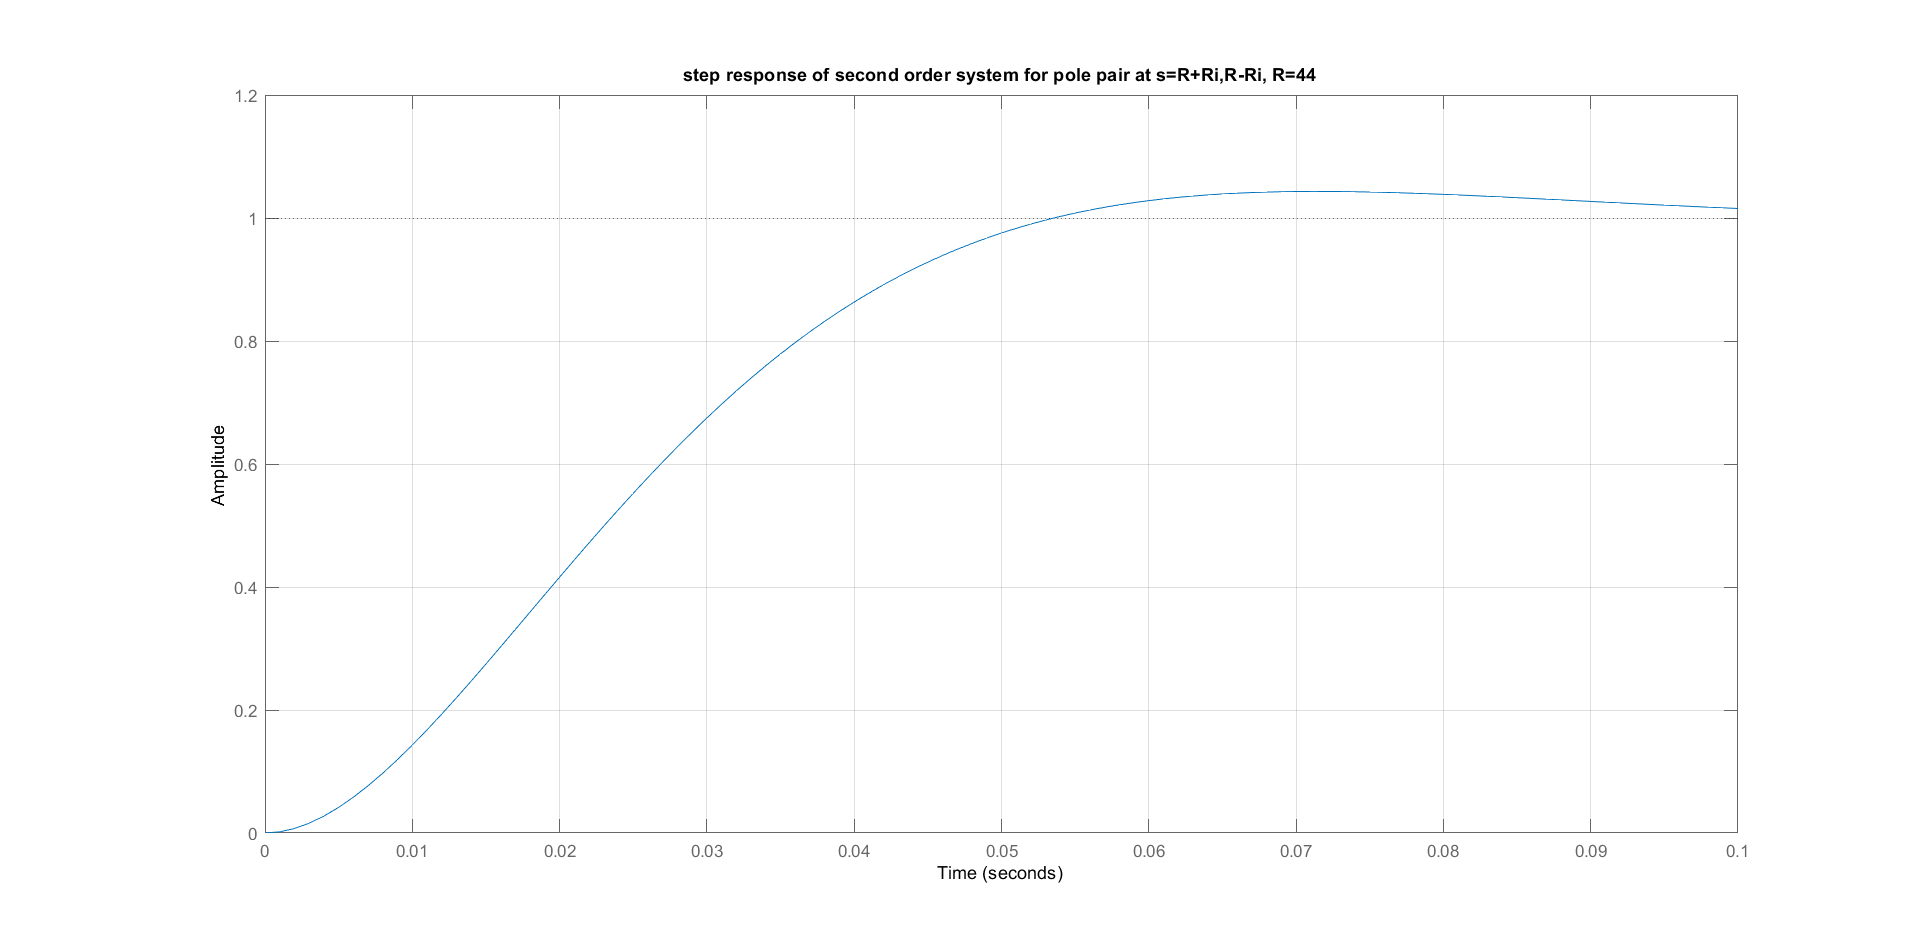 step response of second order system for pole pair at s=R+Ri,R-Ri, R=44
1.2
1
0.8
0.6
0.4
0.2
0
Amplitude
0 0.01 0.02 0.03 0.04 0.05 0.06 0.07 0.08 0.09 0.1
Time (seconds)